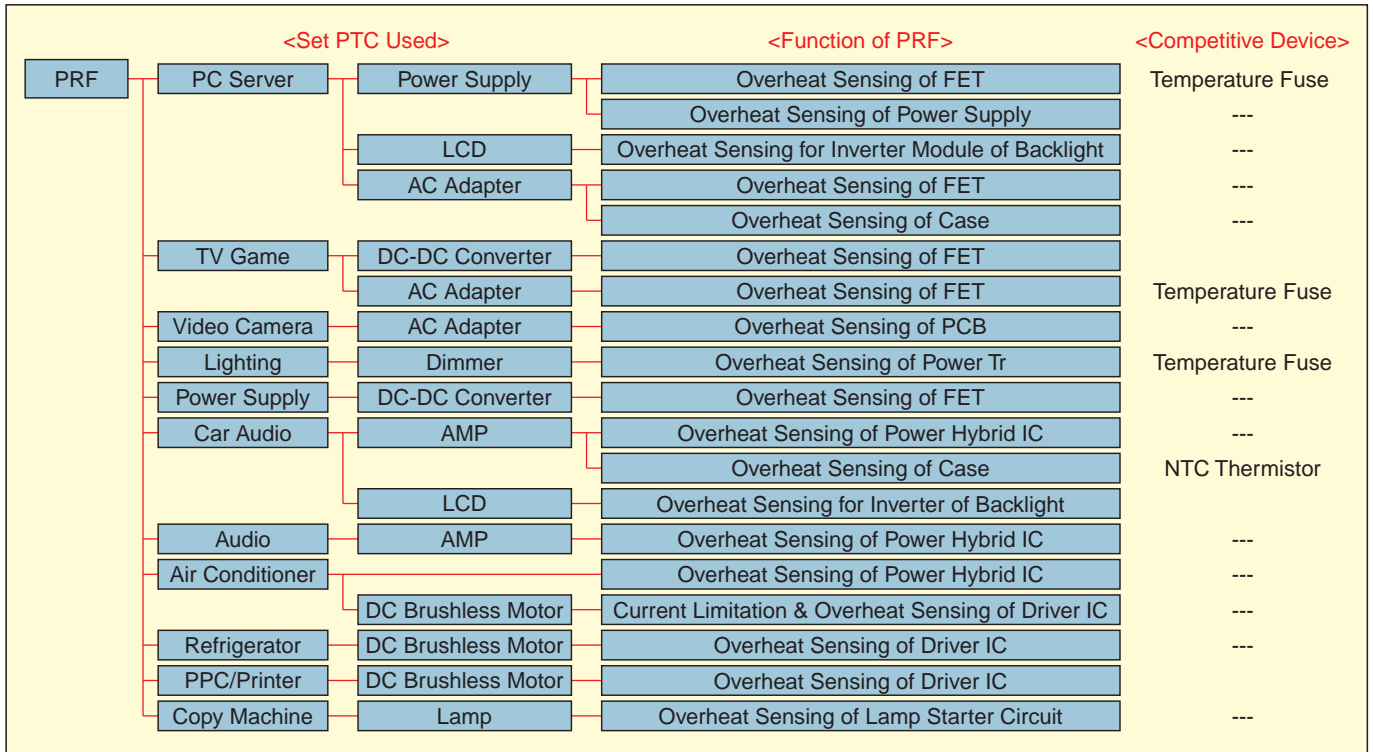 <Set PTC Used> <Function of PRF> <Competitive Device>
PRF PC Server Power Supply Overheat Sensing of FET Temperature Fuse
Overheat Sensing of Power Supply ---
LCD Overheat Sensing for Inverter Module of Backlight ---
AC Adapter Overheat Sensing of FET ---
Overheat Sensing of Case ---
TV Game DC-DC Converter Overheat Sensing of FET
AC Adapter Overheat Sensing of FET Temperature Fuse
Video Camera AC Adapter Overheat Sensing of PCB ---
Lighting Dimmer Overheat Sensing of Power Tr Temperature Fuse
Power Supply DC-DC Converter Overheat Sensing of FET ---
Car Audio AMP Overheat Sensing of Power Hybrid IC ---
Overheat Sensing of Case NTC Thermistor
LCD Overheat Sensing for Inverter of Backlight
Audio AMP Overheat Sensing of Power Hybrid IC ---
Air Conditioner Overheat Sensing of Power Hybrid IC ---
DC Brushless Motor Current Limitation & Overheat Sensing of Driver IC ---
Refrigerator DC Brushless Motor Overheat Sensing of Driver IC ---
PPC/Printer DC Brushless Motor Overheat Sensing of Driver IC
Copy Machine Lamp Overheat Sensing of Lamp Starter Circuit ---